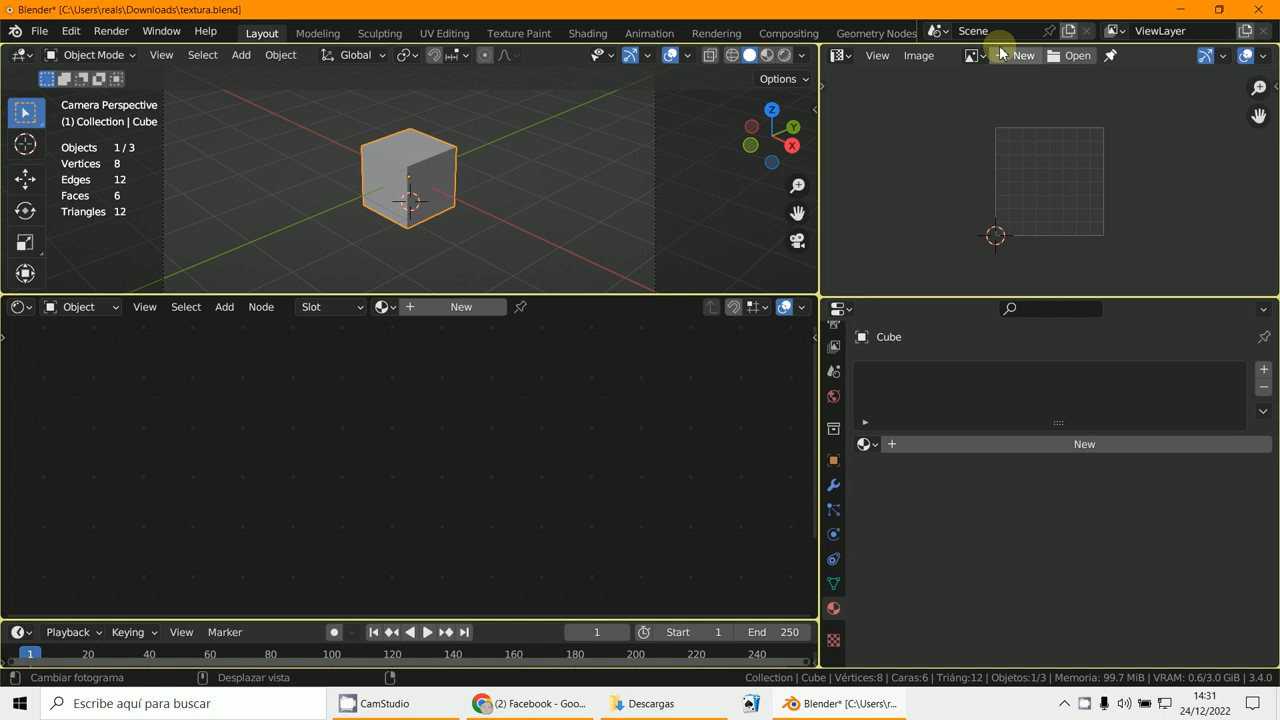 Blender* [C:\Users\reals\Downloads\textura.blend]
File Edit Render Window Help Layout Modeling Sculpting UV Editing Texture Paint Shading Animation Rendering Compositing Geometry Nodes Scene ViewLayer
Object Mode View Select Add Object Global View Image New Open
Options
Camera Perspective
(1) Collection | Cube
Objects 1 / 3
Vertices 8
Edges 12
Faces 6
Triangles 12
Z
Y
X
Object View Select Add Node Slot New
Cube
New
Playback Keying View Marker 1 Start 1 End 250
1 20 40 60 80 100 120 140 160 180 200 220 240
Cambiar fotograma Desplazar vista Collection | Cube | Vértices:8 | Caras:6 | Triáng:12 | Objetos:1/3 | Memoria: 99.7 MiB | VRAM: 0.6/3.0 GiB | 3.4.0
Escribe aquí para buscar CamStudio (2) Facebook - Goo... Descargas Blender* [C:\Users\r... 14:31
24/12/2022